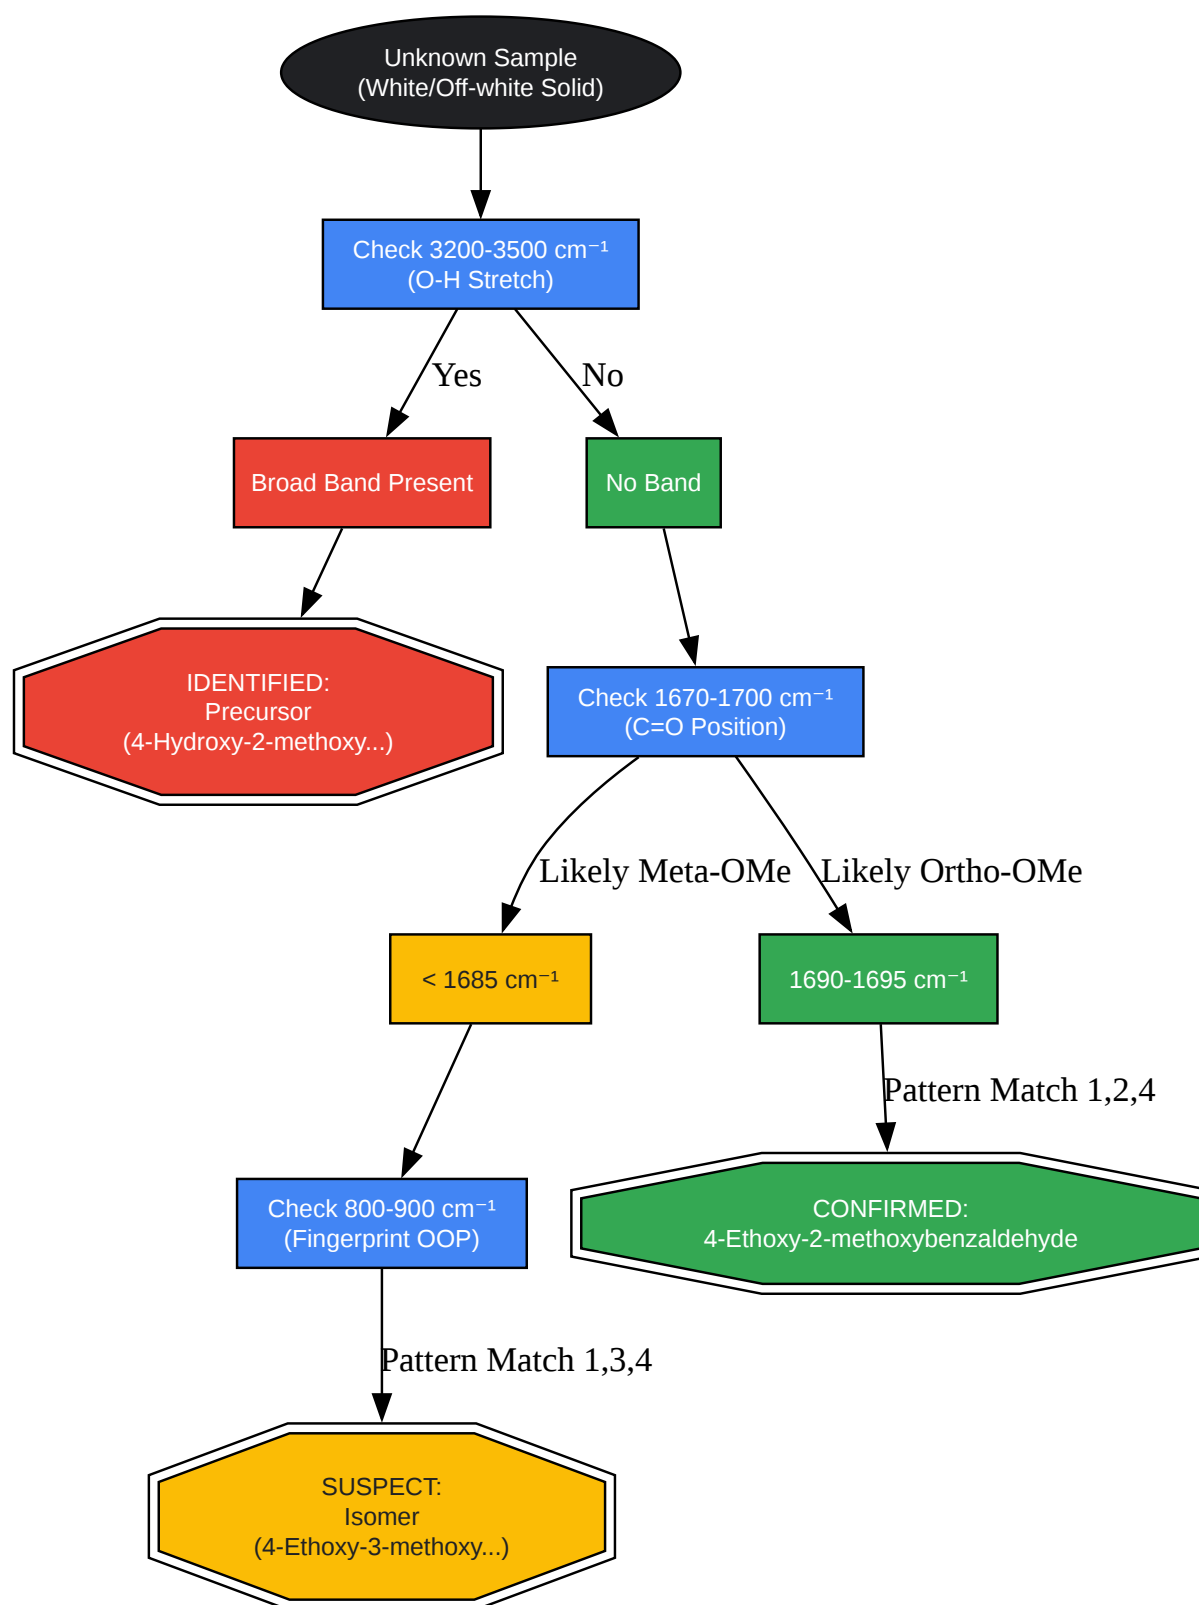 Unknown Sample
(White/Off-white Solid)
Check 3200-3500 cm⁻¹
(O-H Stretch)
Yes
No
Broad Band Present
No Band
IDENTIFIED:
Precursor
(4-Hydroxy-2-methoxy...)
Check 1670-1700 cm⁻¹
(C=O Position)
Likely Meta-OMe
Likely Ortho-OMe
< 1685 cm⁻¹
1690-1695 cm⁻¹
Pattern Match 1,2,4
Check 800-900 cm⁻¹
(Fingerprint OOP)
CONFIRMED:
4-Ethoxy-2-methoxybenzaldehyde
Pattern Match 1,3,4
SUSPECT:
Isomer
(4-Ethoxy-3-methoxy...)